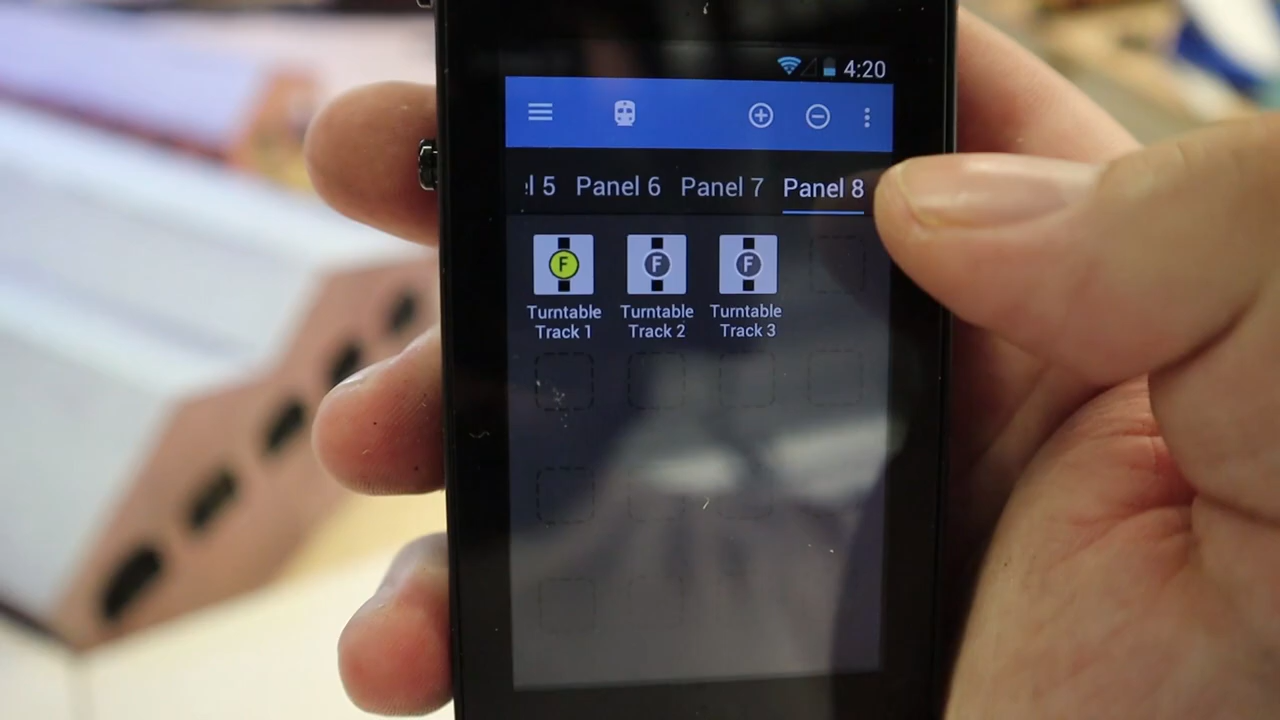 4:20
l 5 Panel 6 Panel 7 Panel 8
F F F
Turntable Turntable Turntable
Track 1 Track 2 Track 3